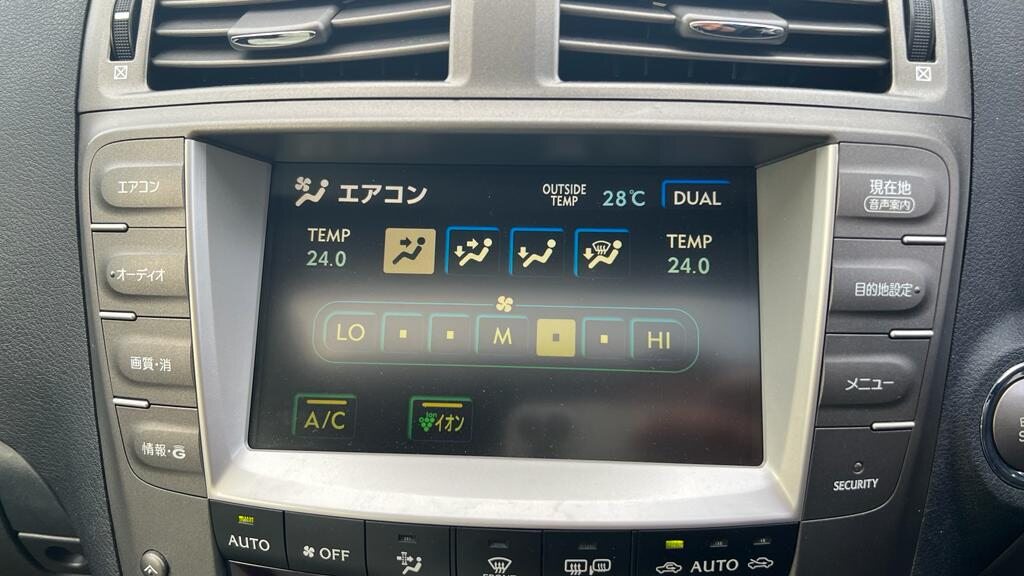 エアコン
オーディオ
画質・消
情報・G
エアコン
OUTSIDE
TEMP
28℃
DUAL
TEMP
24.0
TEMP
24.0
LO
M
HI
A/C
Ion
イオン
現在地
音声案内
目的地設定
メニュー
SECURITY
AUTO
OFF
FRONT
AUTO